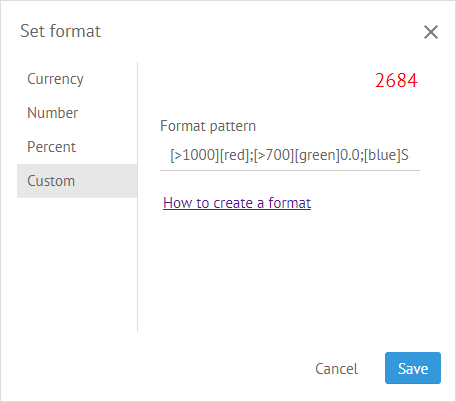 Set format
Currency
Number
Percent
Custom
2684
Format pattern
[>1000][red];[>700][green]0.0;[blue]S
How to create a format
Cancel
Save